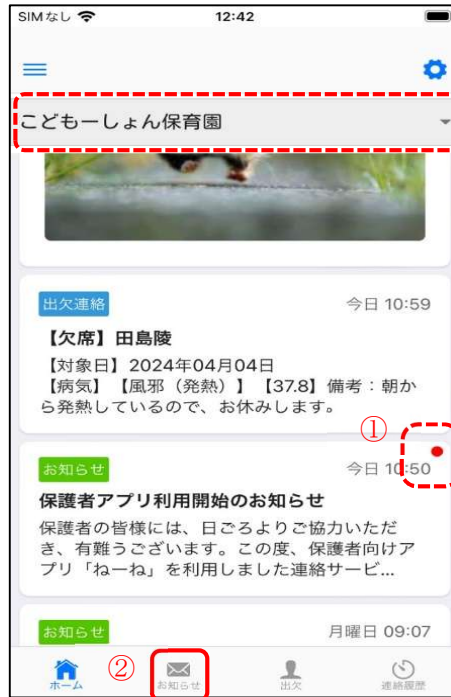 SIMなし 12:42
こどもーしょん保育園
出欠連絡 今日 10:59
【欠席】田島陵
【対象日】2024年04月04日
【病気】【風邪（発熱）】【37.8】備考：朝か
ら発熱しているので、お休みします。
①
お知らせ 今日 10:50
保護者アプリ利用開始のお知らせ
保護者の皆様には、日ごろよりご協力いただ
き、有難うございます。この度、保護者向けア
プリ「ねーね」を利用しました連絡サービ...
お知らせ 月曜日 09:07
②
ホーム お知らせ 出欠 連絡履歴